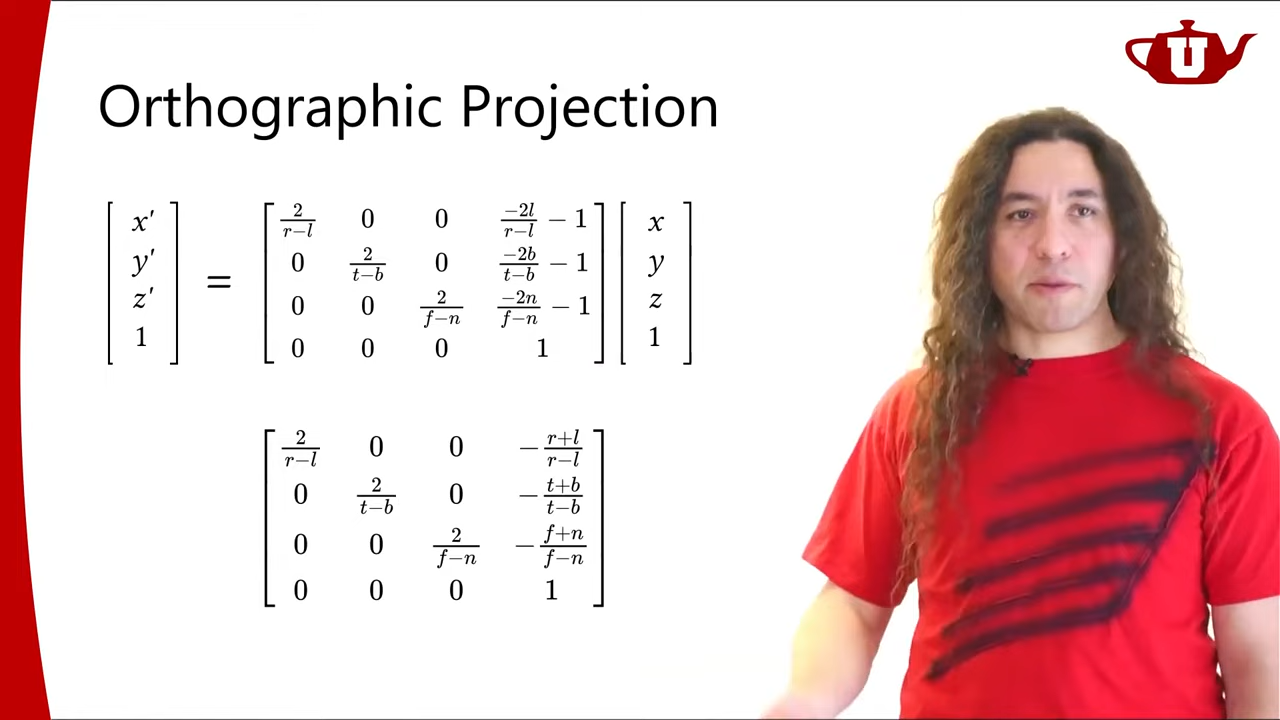 U
Orthographic Projection
[ x′ ] = [ 2/(r−l) 0 0 −2l/(r−l) − 1 ] [ x ]
[ y′ ] [ 0 2/(t−b) 0 −2b/(t−b) − 1 ] [ y ]
[ z′ ] [ 0 0 2/(f−n) −2n/(f−n) − 1 ] [ z ]
[ 1 ] [ 0 0 0 1 ] [ 1 ]
[ 2/(r−l) 0 0 −(r+l)/(r−l) ]
[ 0 2/(t−b) 0 −(t+b)/(t−b) ]
[ 0 0 2/(f−n) −(f+n)/(f−n) ]
[ 0 0 0 1 ]